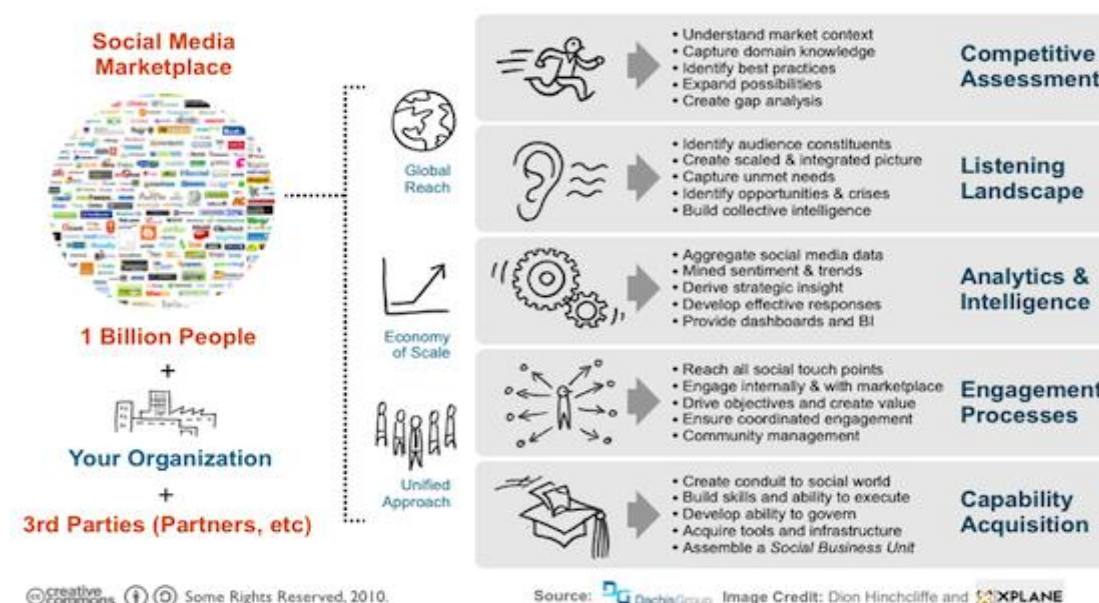 Social Media
Marketplace
1 Billion People
+
Your Organization
+
3rd Parties (Partners, etc)
Global
Reach
Economy
of Scale
Unified
Approach
• Understand market context
• Capture domain knowledge
• Identify best practices
• Expand possibilities
• Create gap analysis
Competitive
Assessment
• Identify audience constituents
• Create scaled & integrated picture
• Capture unmet needs
• Identify opportunities & crises
• Build collective intelligence
Listening
Landscape
• Aggregate social media data
• Mined sentiment & trends
• Derive strategic insight
• Develop effective responses
• Provide dashboards and BI
Analytics &
Intelligence
• Reach all social touch points
• Engage internally & with marketplace
• Drive objectives and create value
• Ensure coordinated engagement
• Community management
Engagement
Processes
• Create conduit to social world
• Build skills and ability to execute
• Develop ability to govern
• Acquire tools and infrastructure
• Assemble a Social Business Unit
Capability
Acquisition
cc creative commons Some Rights Reserved, 2010.
Source: DG DachisGroup Image Credit: Dion Hinchcliffe and XPLANE